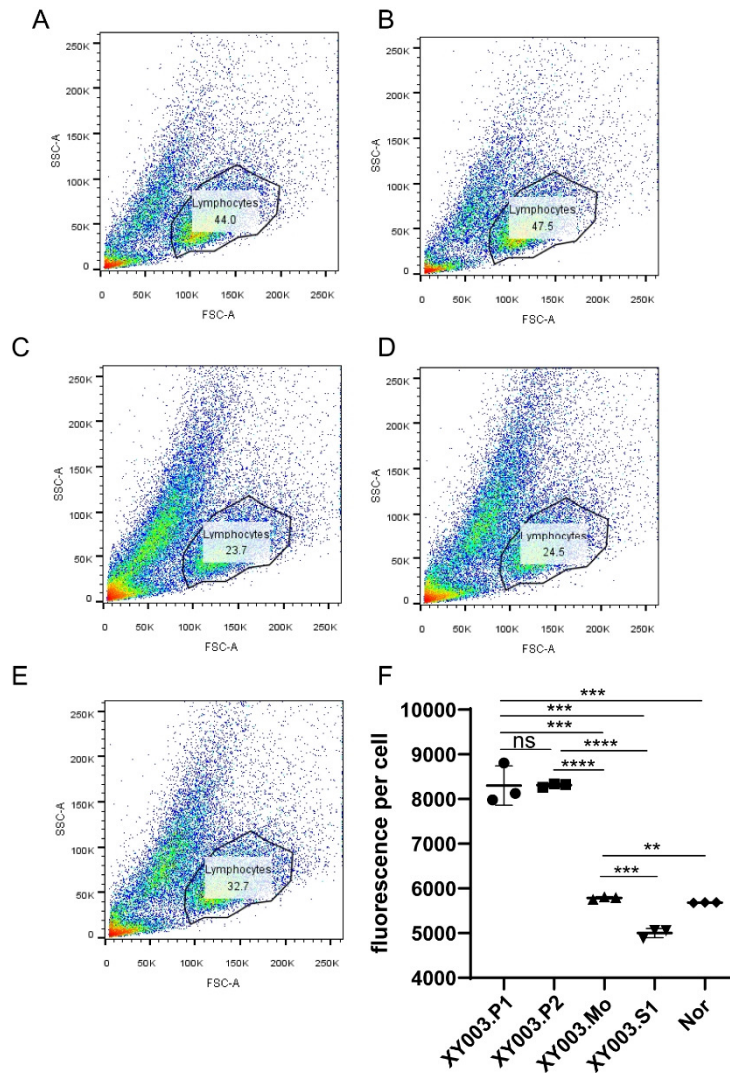 A
250K
200K
150K
100K
50K
0
SSC-A
Lymphocytes
44.0
0 50K 100K 150K 200K 250K
FSC-A
B
250K
200K
150K
100K
50K
0
SSC-A
Lymphocytes
47.5
0 50K 100K 150K 200K 250K
FSC-A
C
250K
200K
150K
100K
50K
0
SSC-A
Lymphocytes
23.7
0 50K 100K 150K 200K 250K
FSC-A
D
250K
200K
150K
100K
50K
0
SSC-A
Lymphocytes
24.5
0 50K 100K 150K 200K 250K
FSC-A
E
250K
200K
150K
100K
50K
0
SSC-A
Lymphocytes
32.7
0 50K 100K 150K 200K 250K
FSC-A
F
fluorescence per cell
10000
9000
8000
7000
6000
5000
4000
***
***
***
ns
****
****
**
***
XY003.P1 XY003.P2 XY003.Mo XY003.S1 Nor